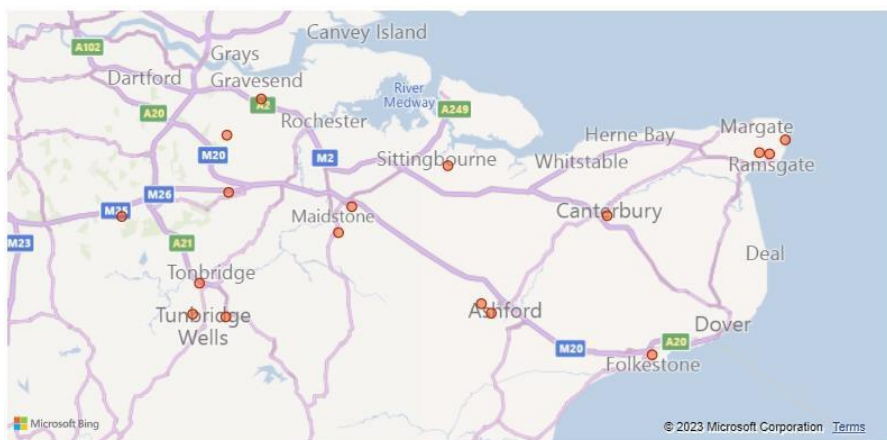 Canvey Island
A102
Grays
Dartford
Gravesend
A2
River
Medway
A249
A20
Rochester
Herne Bay
Margate
M20
M2
Sittingbourne
Whitstable
Ramsgate
M26
M25
Maidstone
Canterbury
M23
A21
Deal
Tonbridge
Tunbridge
Wells
Ashford
Dover
M20
A20
Folkestone
Microsoft Bing
© 2023 Microsoft Corporation Terms